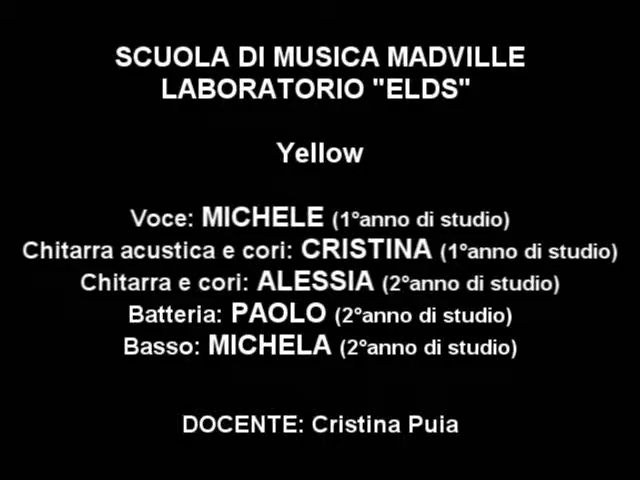 SCUOLA DI MUSICA MADVILLE
LABORATORIO "ELDS"
Yellow
Voce: MICHELE (1°anno di studio)
Chitarra acustica e cori: CRISTINA (1°anno di studio)
Chitarra e cori: ALESSIA (2°anno di studio)
Batteria: PAOLO (2°anno di studio)
Basso: MICHELA (2°anno di studio)
DOCENTE: Cristina Puia